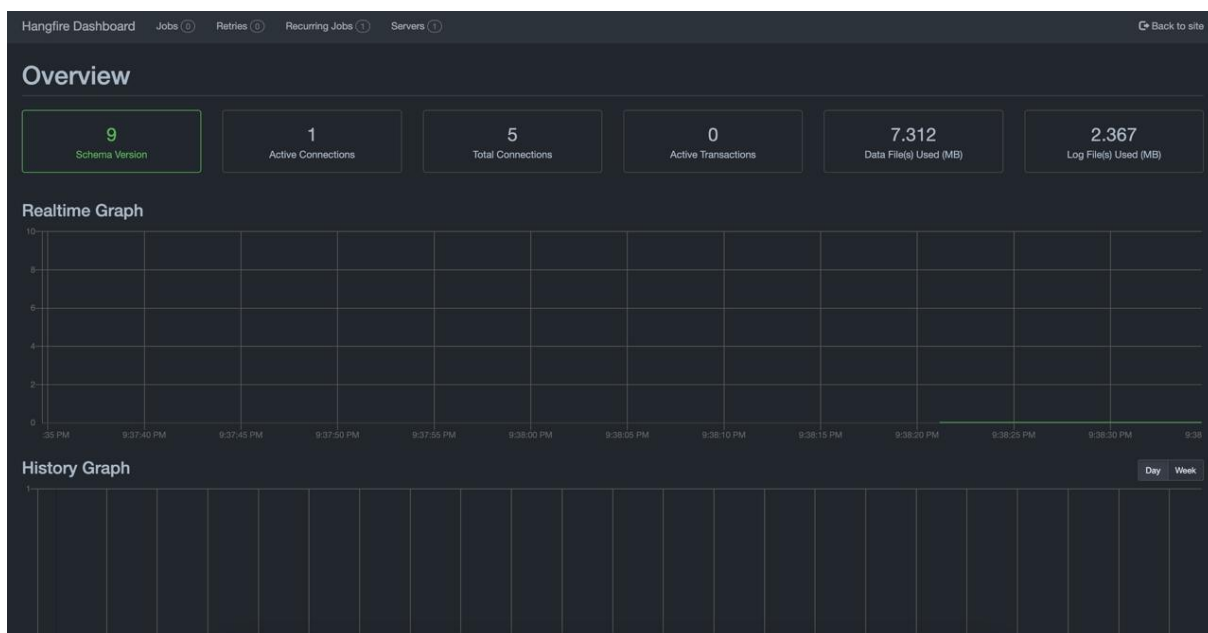 Hangfire Dashboard Jobs 0 Retries 0 Recurring Jobs 1 Servers 1 Back to site
Overview
9 1 5 0 7.312 2.367
Schema Version Active Connections Total Connections Active Transactions Data File(s) Used (MB) Log File(s) Used (MB)
Realtime Graph
10
8
6
4
2
0
:35 PM 9:37:40 PM 9:37:45 PM 9:37:50 PM 9:37:55 PM 9:38:00 PM 9:38:05 PM 9:38:10 PM 9:38:15 PM 9:38:20 PM 9:38:25 PM 9:38:30 PM 9:38
History Graph Day Week
1